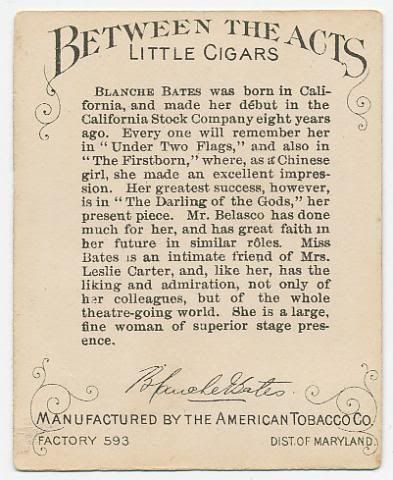 BETWEEN THE ACTS
LITTLE CIGARS
BLANCHE BATES was born in Cali-
fornia, and made her début in the
California Stock Company eight years
ago. Every one will remember her
in "Under Two Flags," and also in
"The Firstborn," where, as a Chinese
girl, she made an excellent impres-
sion. Her greatest success, however,
is in "The Darling of the Gods," her
present piece. Mr. Belasco has done
much for her, and has great faith in
her future in similar rôles. Miss
Bates is an intimate friend of Mrs.
Leslie Carter, and, like her, has the
liking and admiration, not only of
her colleagues, but of the whole
theatre-going world. She is a large,
fine woman of superior stage pres-
ence.
Blanche Bates.
MANUFACTURED BY THE AMERICAN TOBACCO CO.
FACTORY 593 DIST. OF MARYLAND.